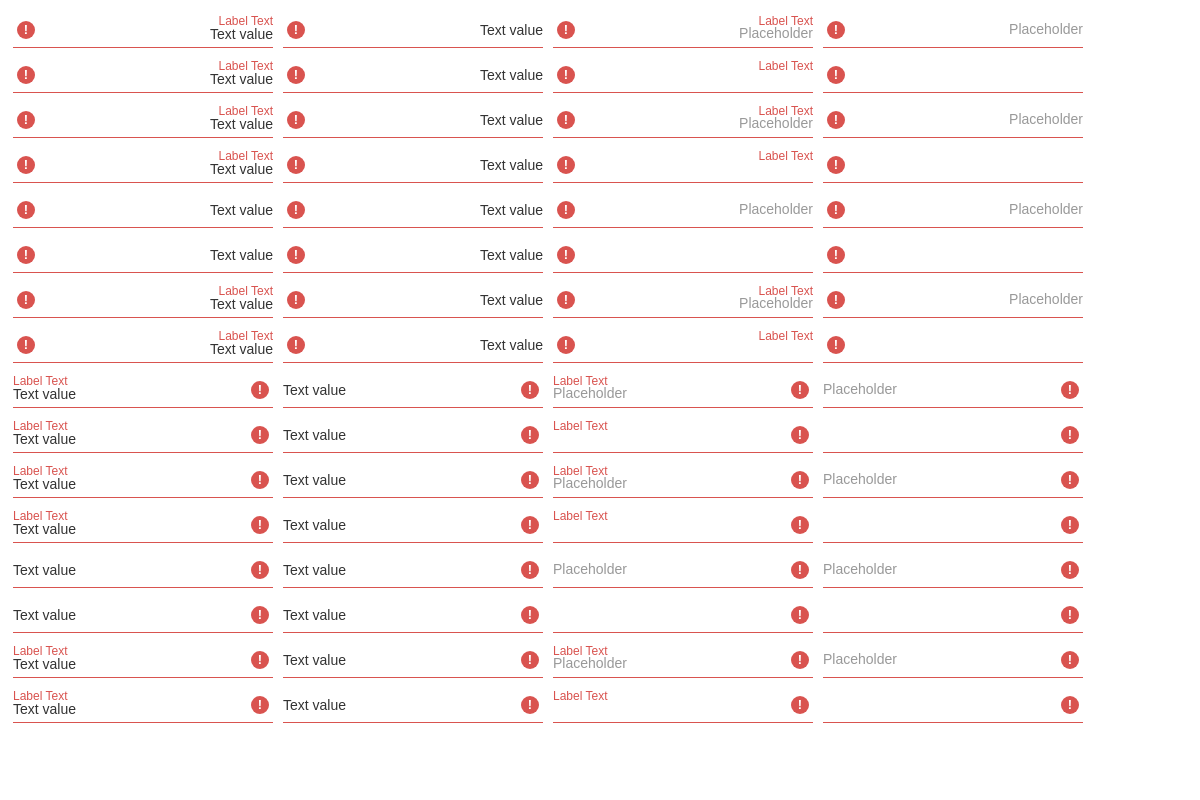 ! Label Text ! Text value ! Label Text ! Placeholder
Text value Placeholder
! Label Text ! Text value ! Label Text !
Text value
! Label Text ! Text value ! Label Text ! Placeholder
Text value Placeholder
! Label Text ! Text value ! Label Text !
Text value
! Text value ! Text value ! Placeholder ! Placeholder
! Text value ! Text value ! !
! Label Text ! Text value ! Label Text ! Placeholder
Text value Placeholder
! Label Text ! Text value ! Label Text !
Text value
Label Text ! Text value ! Label Text ! Placeholder !
Text value Placeholder
Label Text ! Text value ! Label Text ! !
Text value
Label Text ! Text value ! Label Text ! Placeholder !
Text value Placeholder
Label Text ! Text value ! Label Text ! !
Text value
Text value ! Text value ! Placeholder ! Placeholder !
Text value ! Text value ! ! !
Label Text ! Text value ! Label Text ! Placeholder !
Text value Placeholder
Label Text ! Text value ! Label Text ! !
Text value